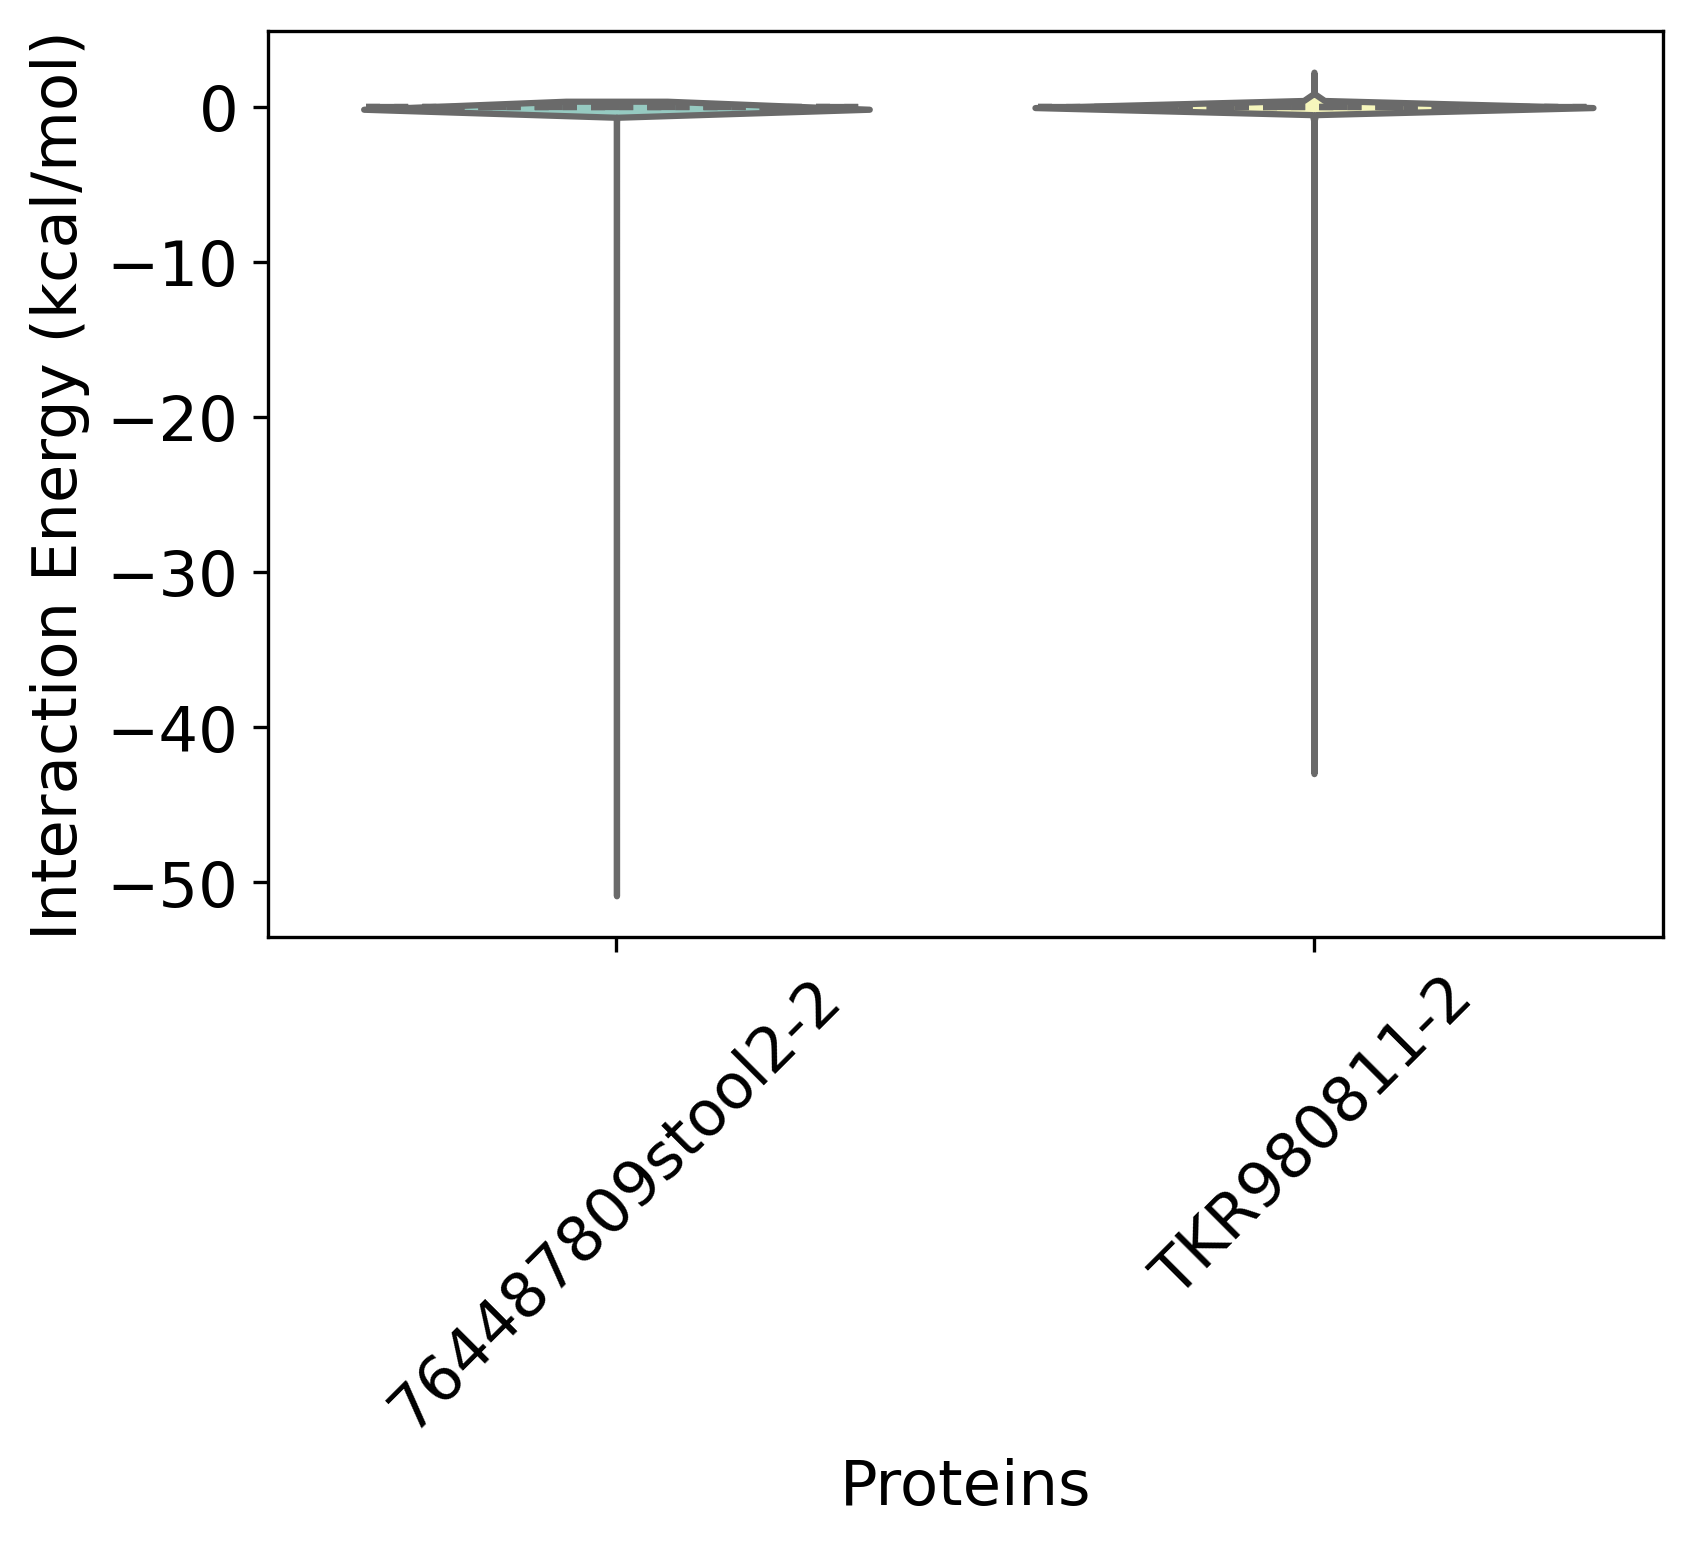 Interaction Energy (kcal/mol)
0
−10
−20
−30
−40
−50
764487809stool2-2
TKR980811-2
Proteins